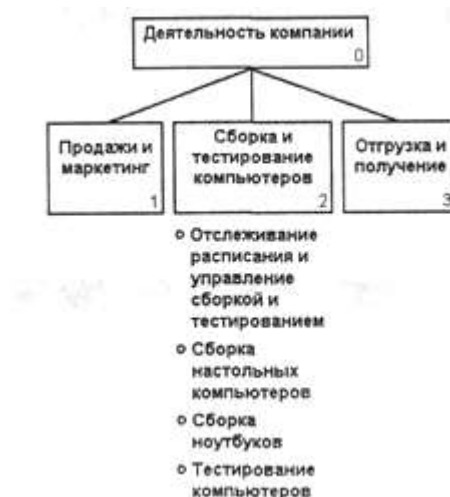 Деятельность компании
0
Продажи и
маркетинг
1
Сборка и
тестирование
компьютеров
2
Отгрузка и
получение
3
Отслеживание
расписания и
управление
сборкой и
тестированием
Сборка
настольных
компьютеров
Сборка
ноутбуков
Тестирование
компьютеров